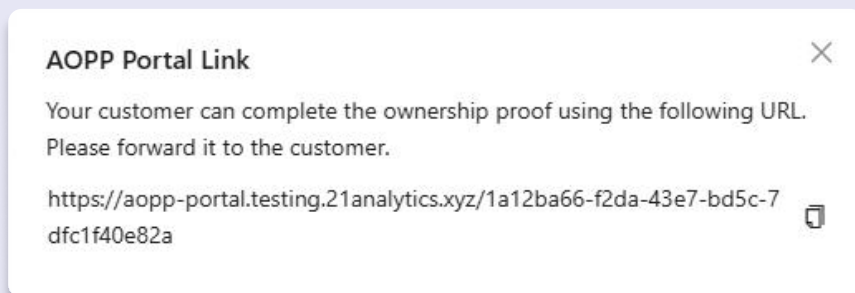 AOPP Portal Link
Your customer can complete the ownership proof using the following URL.
Please forward it to the customer.
https://aopp-portal.testing.21analytics.xyz/1a12ba66-f2da-43e7-bd5c-7
dfc1f40e82a